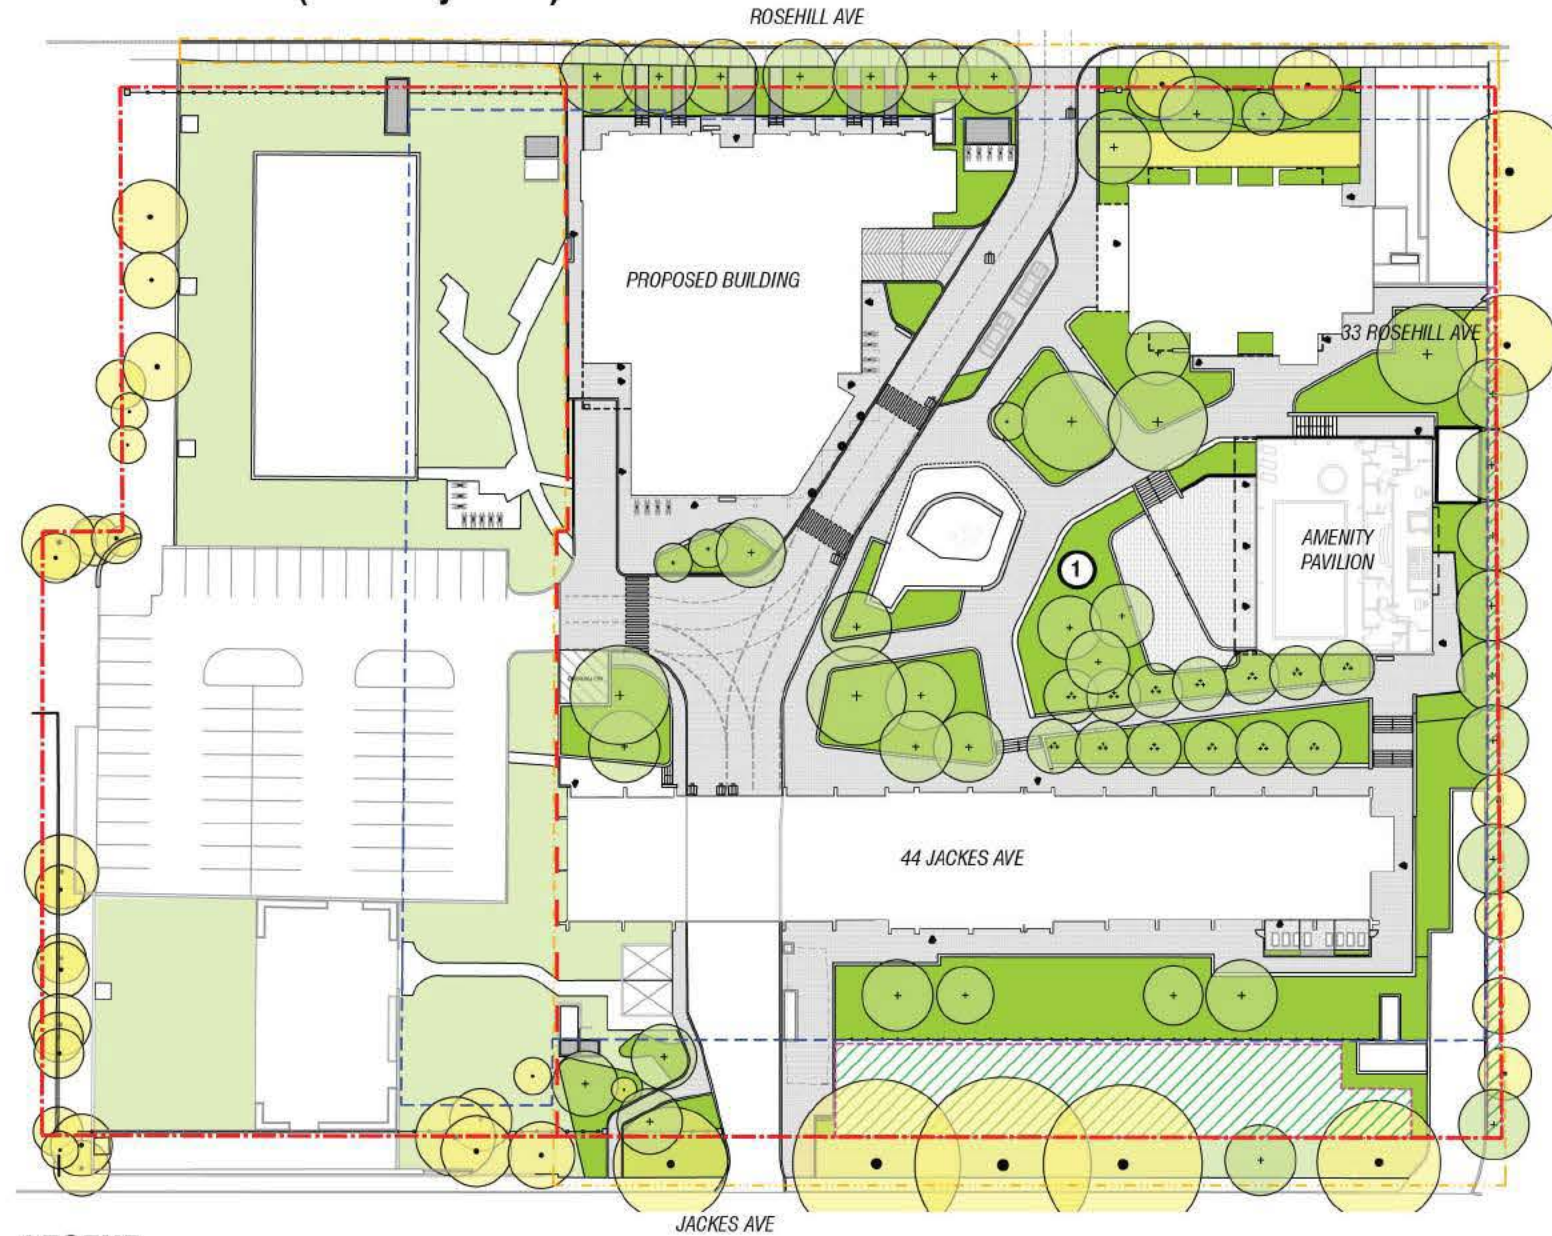 ROSEHILL AVE
PROPOSED BUILDING
33 ROSEHILL AVE
AMENITY
PAVILION
1
44 JACKES AVE
JACKES AVE